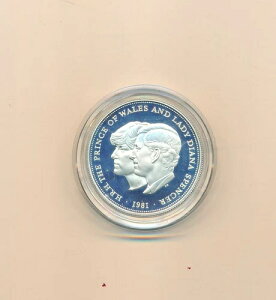 H.R.H. THE PRINCE OF WALES AND LADY DIANA SPENCER
· 1981 ·